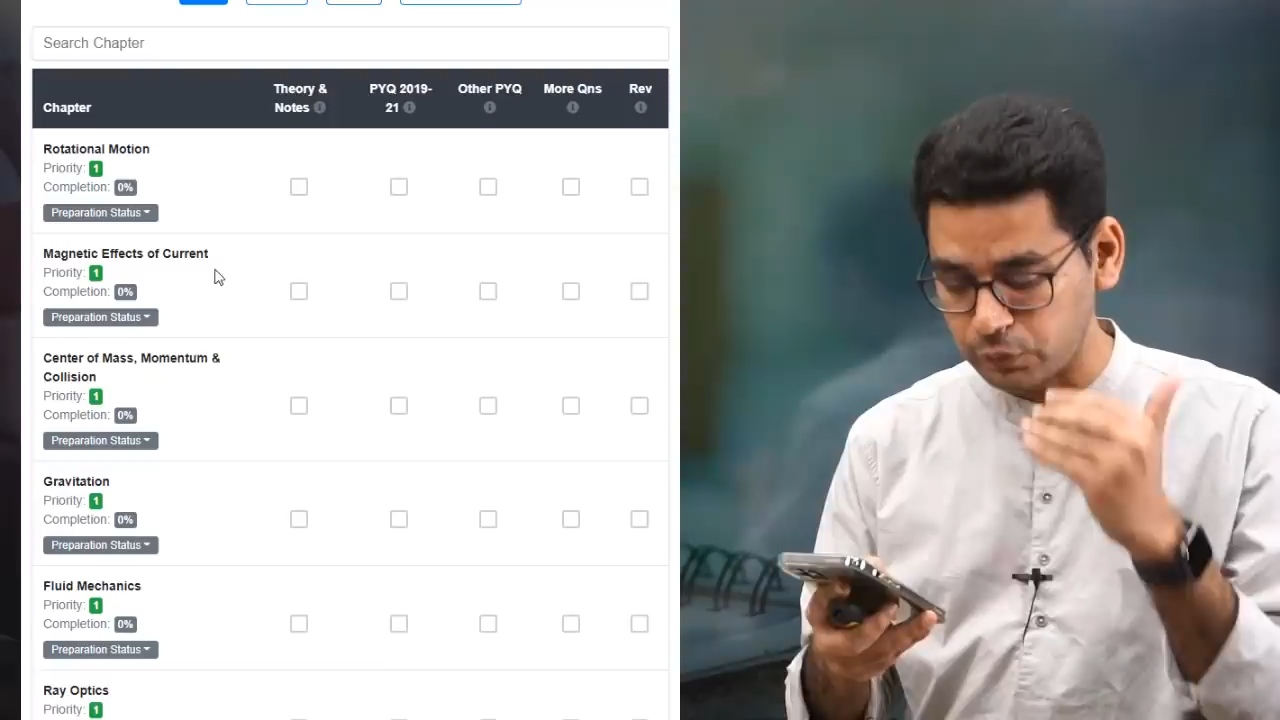 Search Chapter
Chapter
Theory & Notes
PYQ 2019-21
Other PYQ
More Qns
Rev
Rotational Motion
Priority: 1
Completion: 0%
Preparation Status
Magnetic Effects of Current
Priority: 1
Completion: 0%
Preparation Status
Center of Mass, Momentum &
Collision
Priority: 1
Completion: 0%
Preparation Status
Gravitation
Priority: 1
Completion: 0%
Preparation Status
Fluid Mechanics
Priority: 1
Completion: 0%
Preparation Status
Ray Optics
Priority: 1